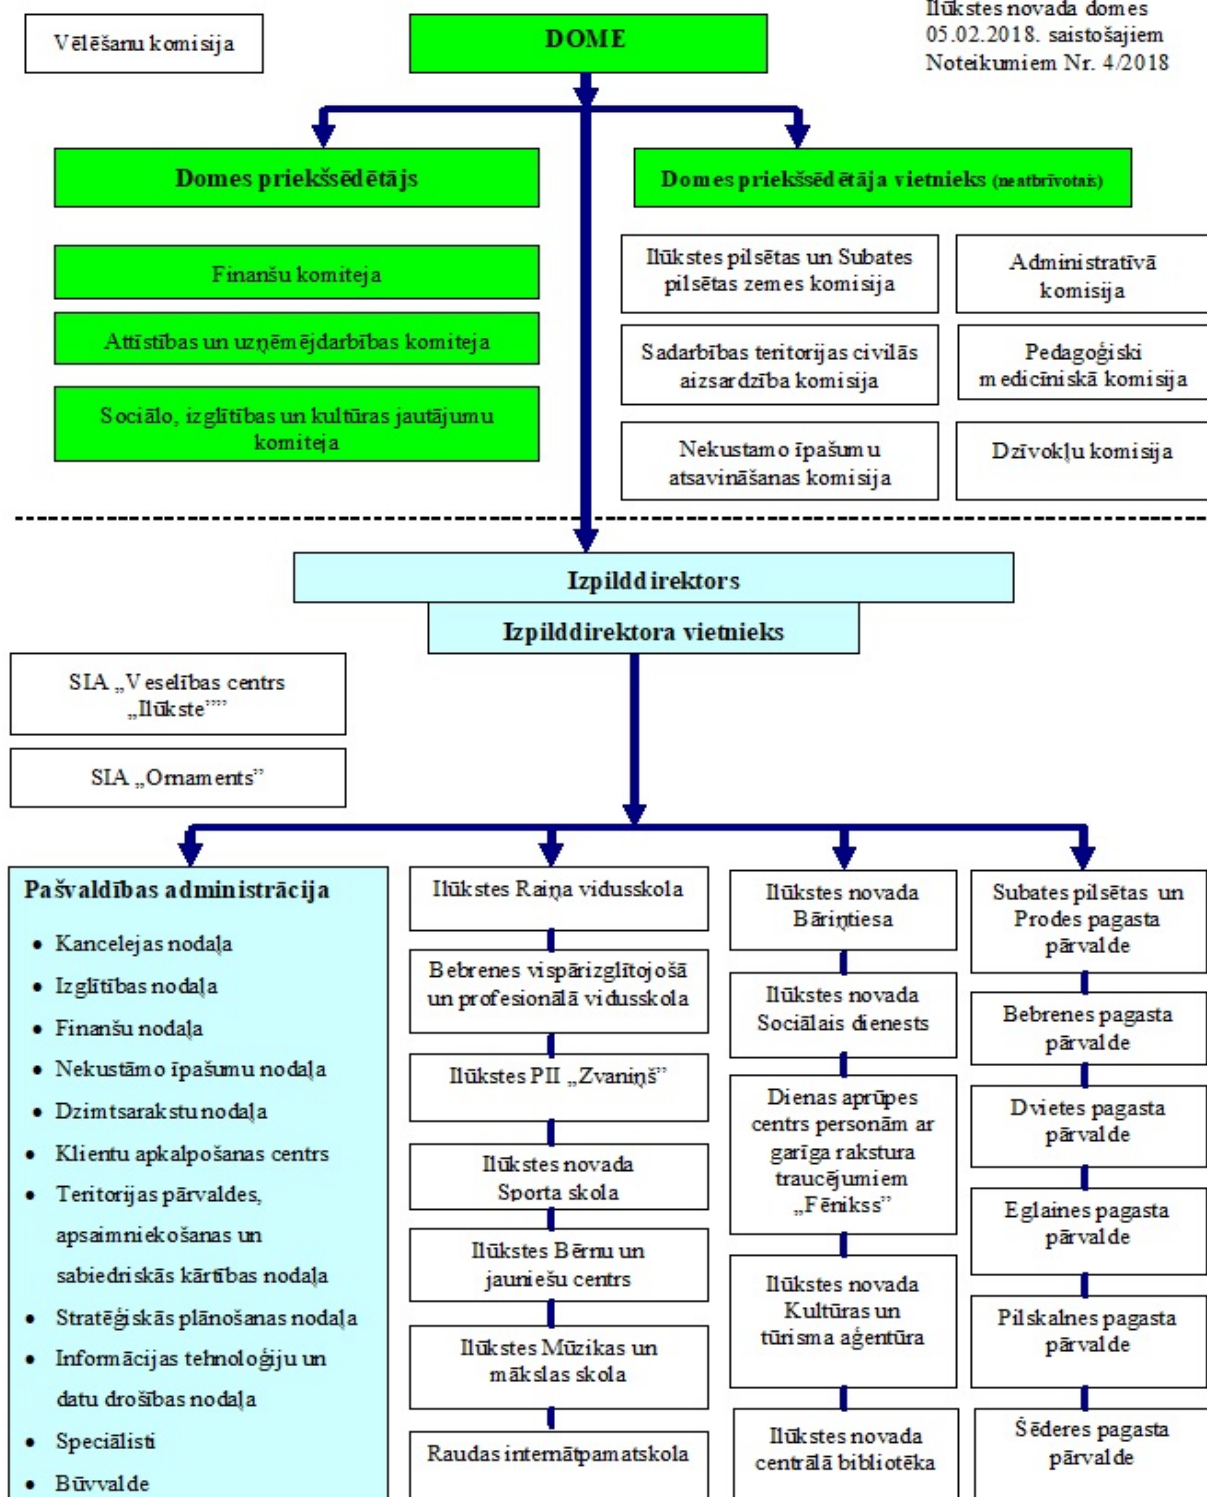 Vēlēšanu komisija
DOME
Ilūkstes novada domes
05.02.2018. saistošajiem
Noteikumiem Nr. 4/2018
Domes priekšsēdētājs
Domes priekšsēdētāja vietnieks (neatbrīvotais)
Finanšu komiteja
Attīstības un uzņēmējdarbības komiteja
Sociālo, izglītības un kultūras jautājumu
komiteja
Ilūkstes pilsētas un Subates
pilsētas zemes komisija
Administratīvā
komisija
Sadarbības teritorijas civilās
aizsardzība komisija
Pedagoģiski
medicīniskā komisija
Nekustamo īpašumu
atsavināšanas komisija
Dzīvokļu komisija
Izpilddirektors
Izpilddirektora vietnieks
SIA „Veselības centrs
„Ilūkste””
SIA „Ornaments”
Pašvaldības administrācija
• Kancelejas nodaļa
• Izglītības nodaļa
• Finanšu nodaļa
• Nekustāmo īpašumu nodaļa
• Dzimtsarakstu nodaļa
• Klientu apkalpošanas centrs
• Teritorijas pārvaldes,
apsaimniekošanas un
sabiedriskās kārtības nodaļa
• Stratēģiskās plānošanas nodaļa
• Informācijas tehnoloģiju un
datu drošības nodaļa
• Speciālisti
• Būvvalde
Ilūkstes Raiņa vidusskola
Bebrenes vispārizglītojošā
un profesionālā vidusskola
Ilūkstes PII „Zvaniņš”
Ilūkstes novada
Sporta skola
Ilūkstes Bērnu un
jauniešu centrs
Ilūkstes Mūzikas un
mākslas skola
Raudas internātpamatskola
Ilūkstes novada
Bāriņtiesa
Ilūkstes novada
Sociālais dienests
Dienas aprūpes
centrs personām ar
garīga rakstura
traucējumiem
„Fēnikss”
Ilūkstes novada
Kultūras un
tūrisma aģentūra
Ilūkstes novada
centrālā bibliotēka
Subates pilsētas un
Prodes pagasta
pārvalde
Bebrenes pagasta
pārvalde
Dvietes pagasta
pārvalde
Eglaines pagasta
pārvalde
Pilskalnes pagasta
pārvalde
Šēderes pagasta
pārvalde